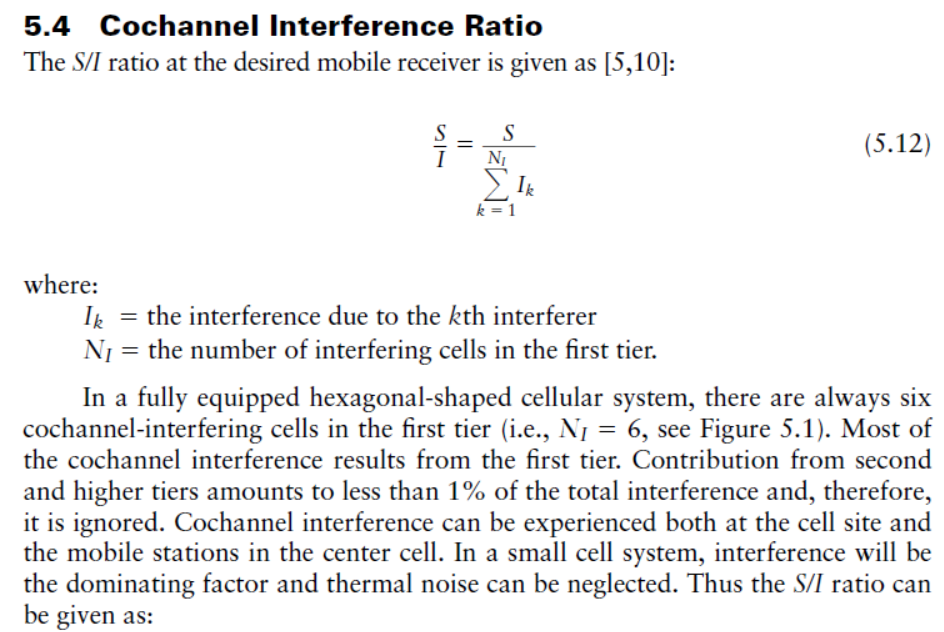 5.4 Cochannel Interference Ratio
The S/I ratio at the desired mobile receiver is given as [5,10]:
S/I = S / ∑_{k = 1}^{N_I} I_k (5.12)
where:
I_k = the interference due to the kth interferer
N_I = the number of interfering cells in the first tier.
In a fully equipped hexagonal-shaped cellular system, there are always six
cochannel-interfering cells in the first tier (i.e., N_I = 6, see Figure 5.1). Most of
the cochannel interference results from the first tier. Contribution from second
and higher tiers amounts to less than 1% of the total interference and, therefore,
it is ignored. Cochannel interference can be experienced both at the cell site and
the mobile stations in the center cell. In a small cell system, interference will be
the dominating factor and thermal noise can be neglected. Thus the S/I ratio can
be given as: